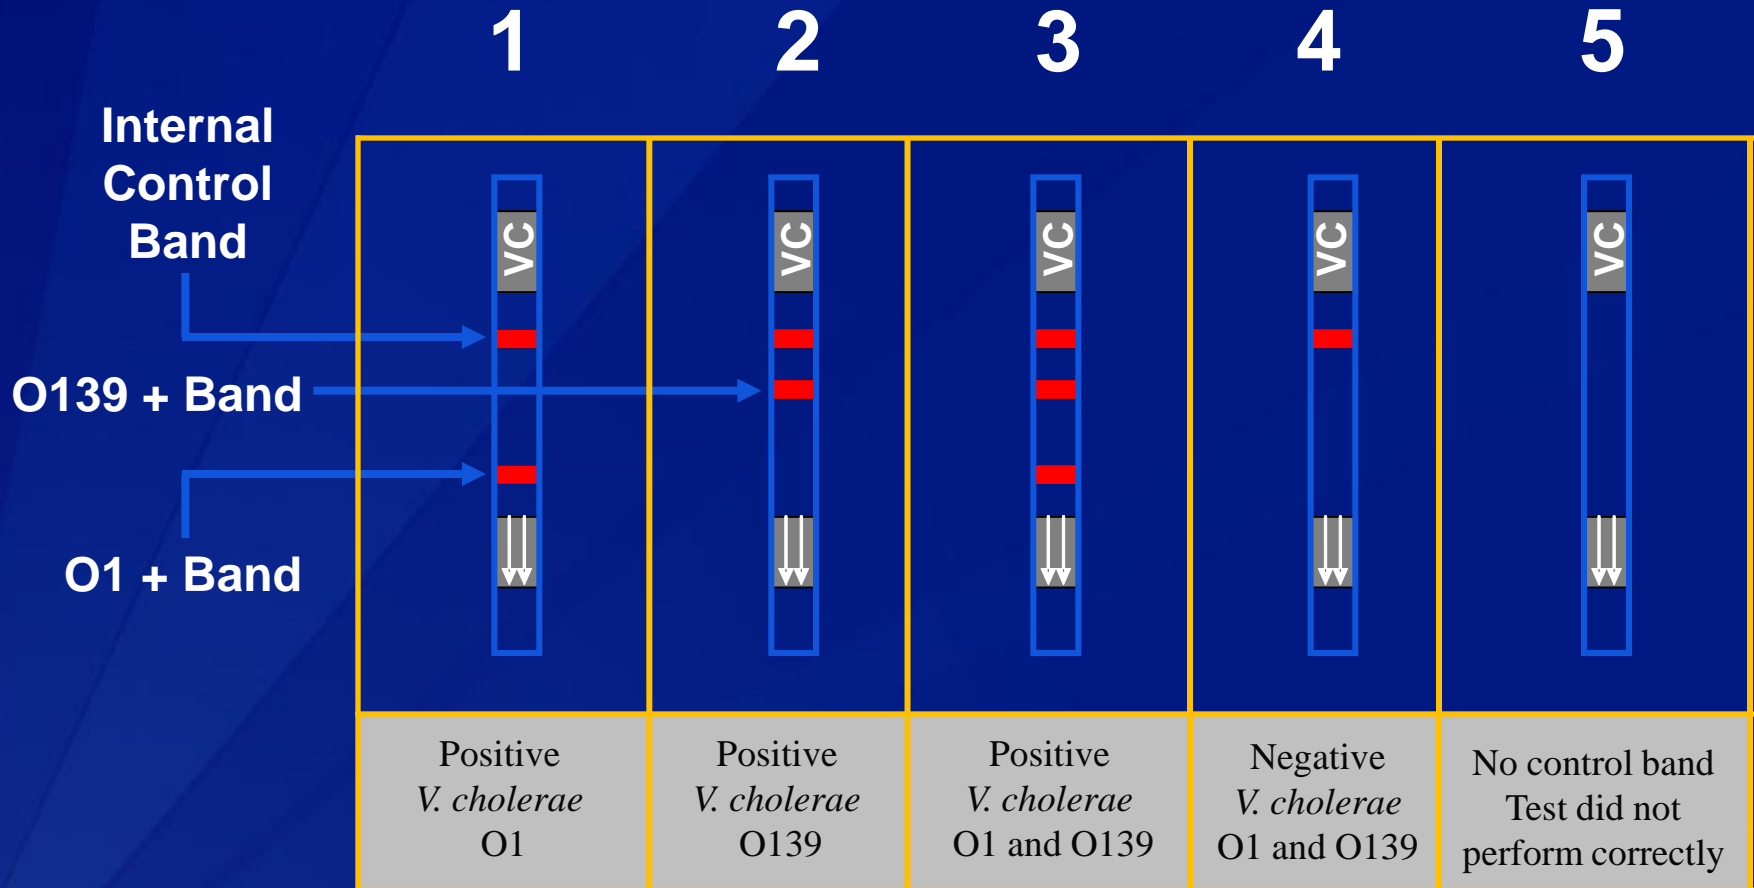 1 2 3 4 5
Internal
Control
Band
O139 + Band
O1 + Band
VC VC VC VC VC
Positive
V. cholerae
O1
Positive
V. cholerae
O139
Positive
V. cholerae
O1 and O139
Negative
V. cholerae
O1 and O139
No control band
Test did not
perform correctly